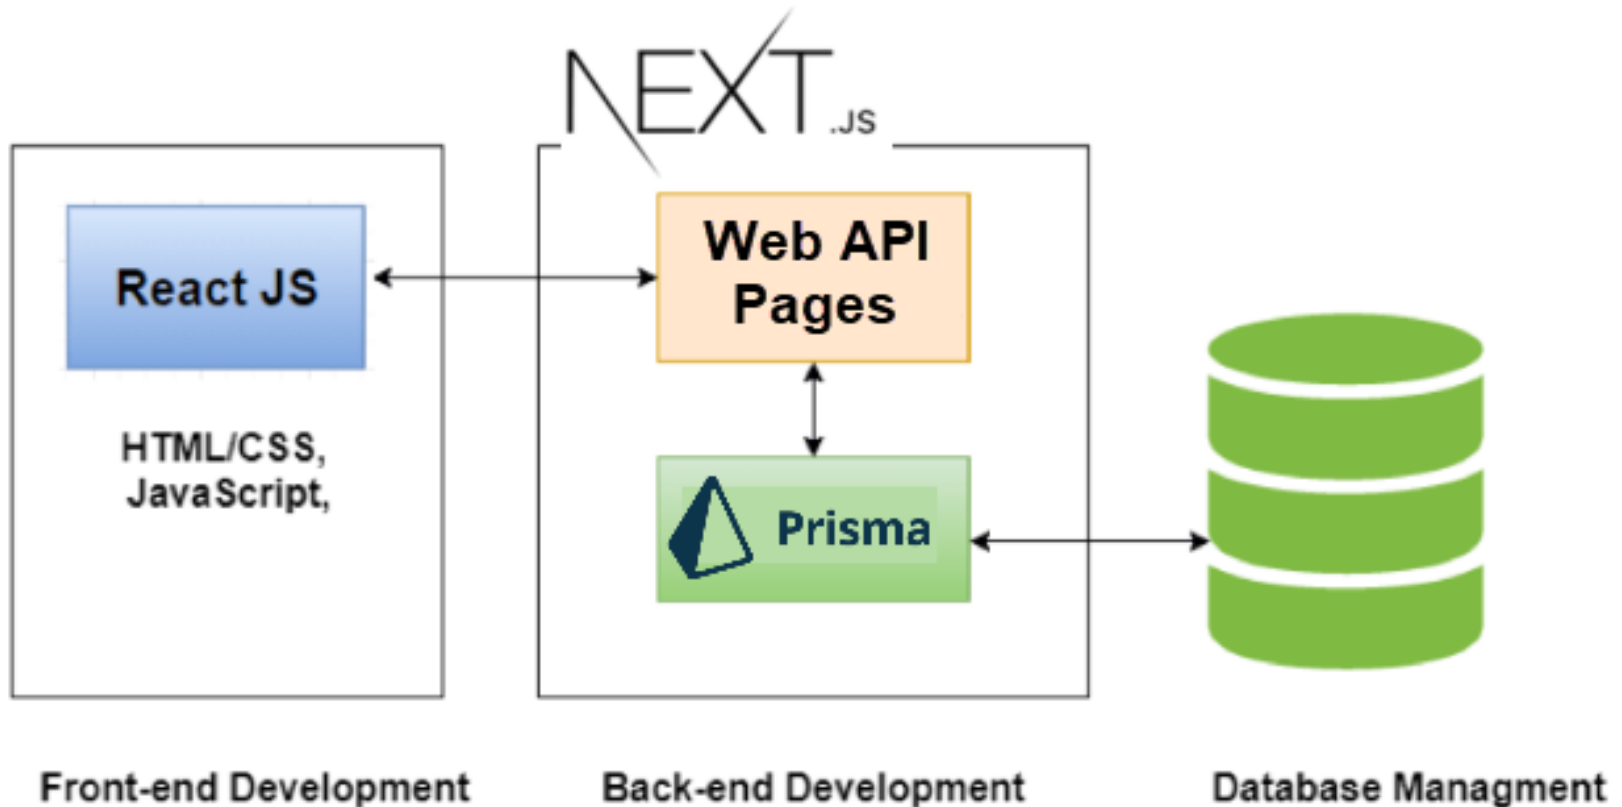 NEXT.JS
React JS
HTML/CSS,
JavaScript,
Web API
Pages
Prisma
Front-end Development
Back-end Development
Database Managment